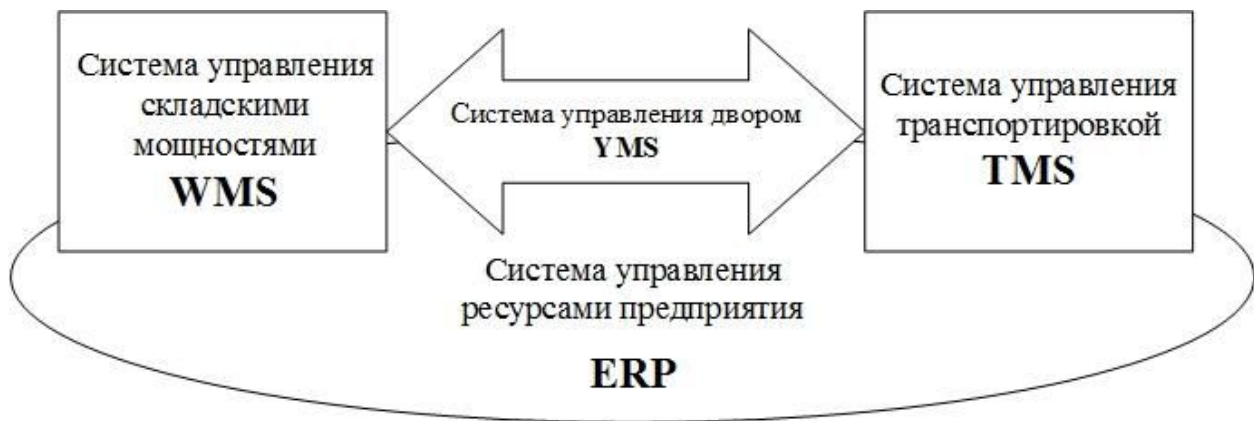 Система управления
складскими
мощностями
WMS
Система управления двором
YMS
Система управления
транспортировкой
TMS
Система управления
ресурсами предприятия
ERP